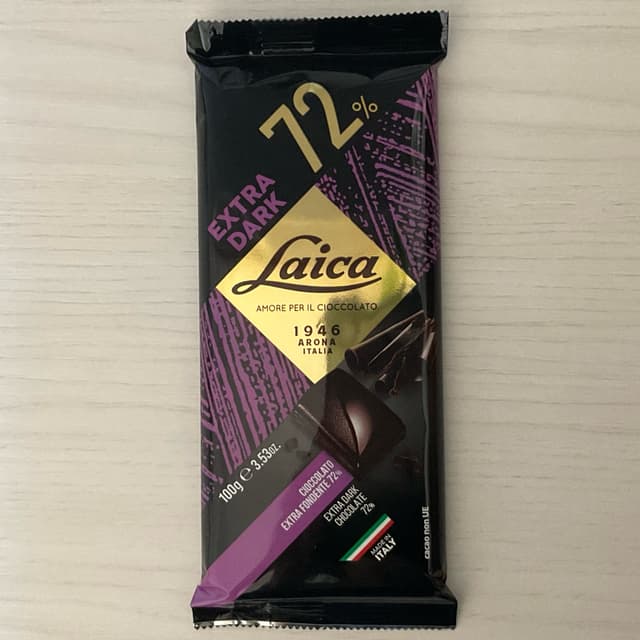 72%
EXTRA
DARK
Laica
AMORE PER IL CIOCCOLATO
1946
ARONA
ITALIA
100g ℮ 3.53oz.
CIOCCOLATO
EXTRA FONDENTE 72%
EXTRA DARK
CHOCOLATE
72%
MADE IN
ITALY
cacao non UE